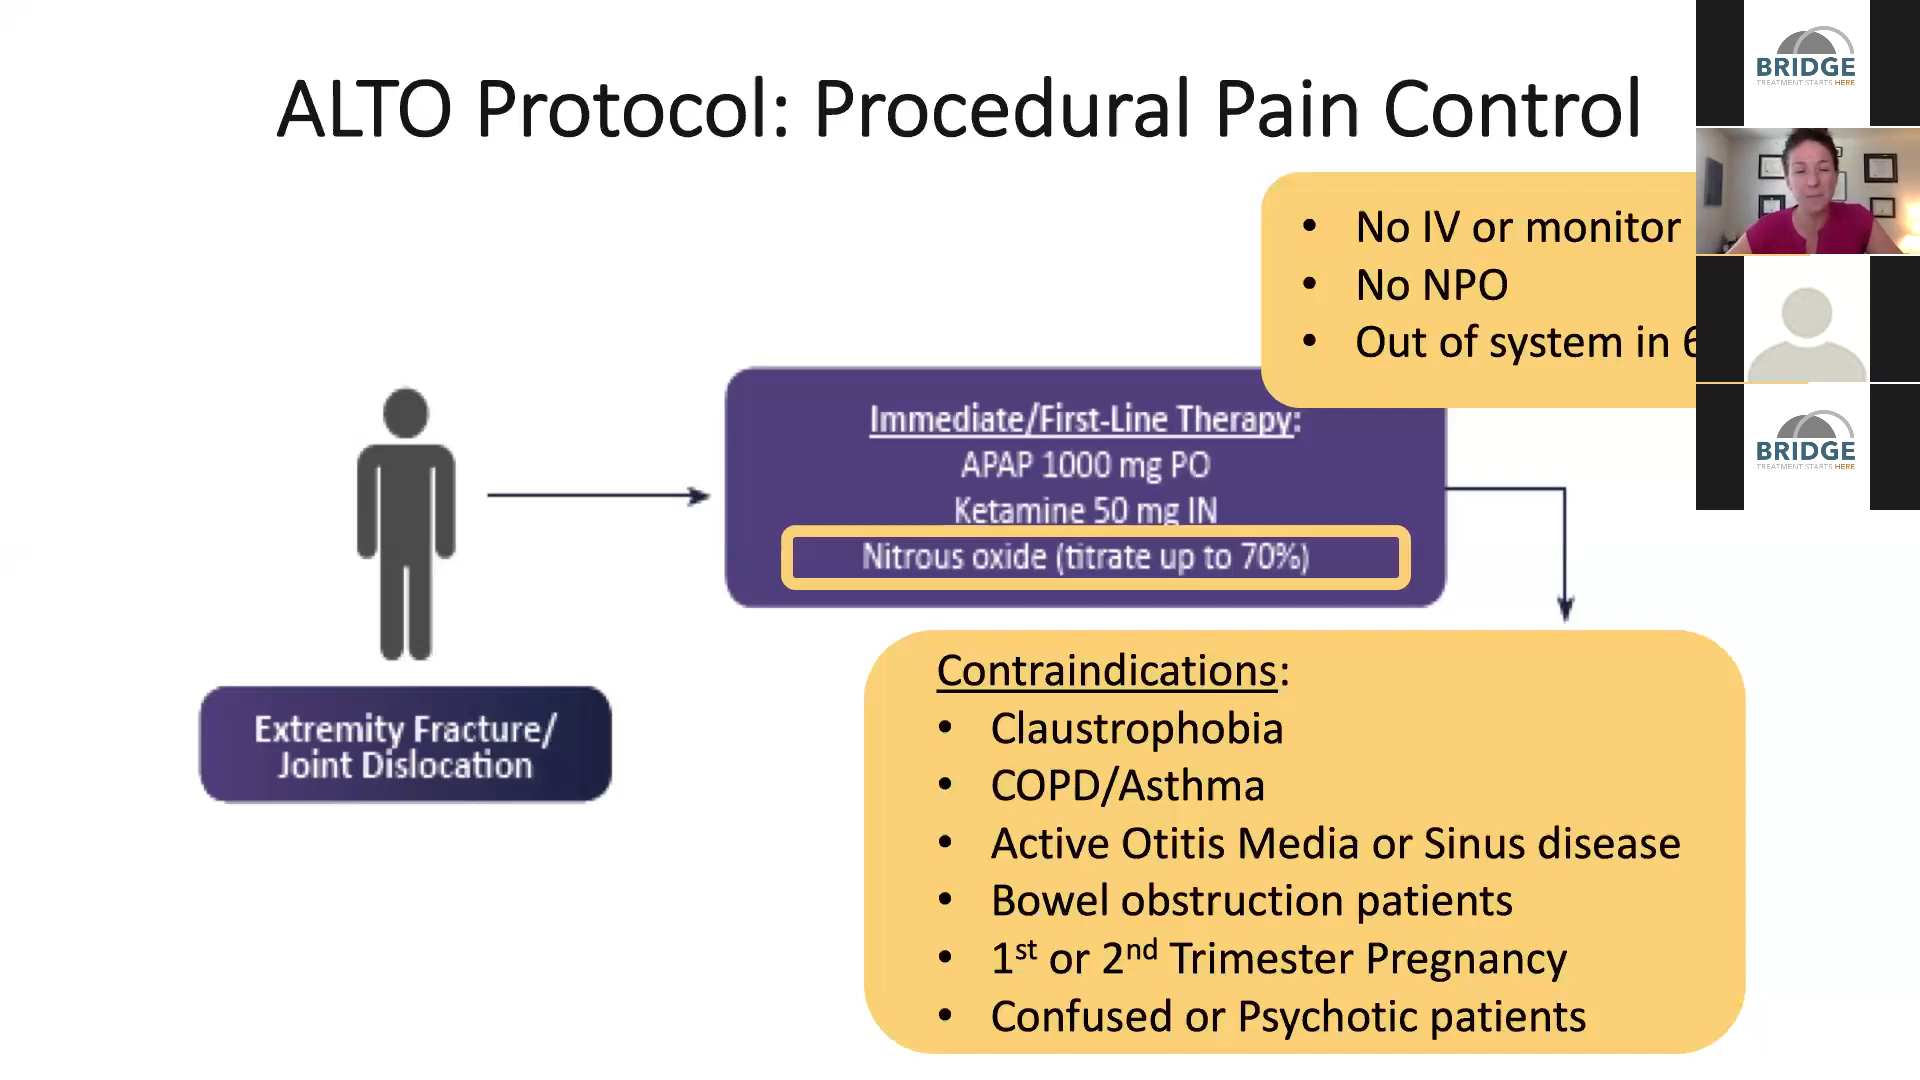 ALTO Protocol: Procedural Pain Control
• No IV or monitor
• No NPO
• Out of system in
Immediate/First-Line Therapy:
APAP 1000 mg PO
Ketamine 50 mg IN
Nitrous oxide (titrate up to 70%)
Extremity Fracture/
Joint Dislocation
Contraindications:
• Claustrophobia
• COPD/Asthma
• Active Otitis Media or Sinus disease
• Bowel obstruction patients
• 1st or 2nd Trimester Pregnancy
• Confused or Psychotic patients
BRIDGE
TREATMENT STARTS HERE
BRIDGE
TREATMENT STARTS HERE